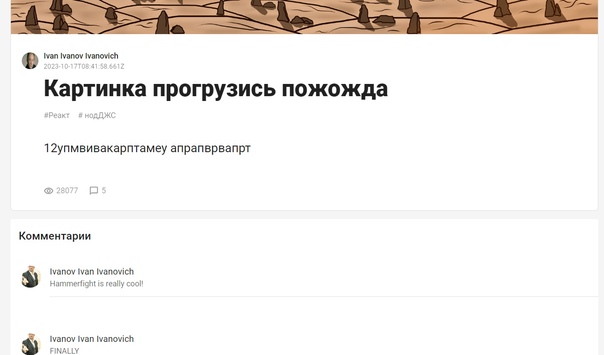 Ivan Ivanov Ivanovich
2023-10-17T08:41:58.661Z
Картинка прогрузись пожожда
#Реакт # нодДЖС
12упмвивакарптамеу апрапврвапрт
28077 5
Комментарии
Ivanov Ivan Ivanovich
Hammerfight is really cool!
Ivanov Ivan Ivanovich
FINALLY